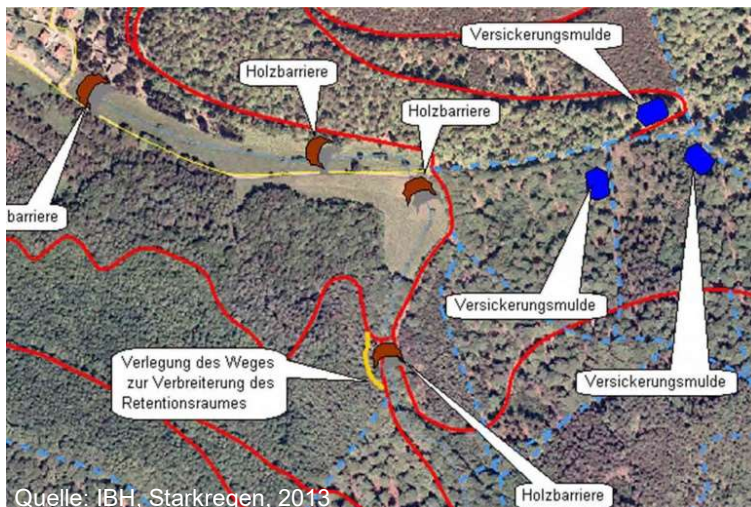 Versickerungsmulde
Holzbarriere
Holzbarriere
barriere
Versickerungsmulde
Verlegung des Weges
zur Verbreiterung des
Retentionsraumes
Versickerungsmulde
Holzbarriere
Quelle: IBH, Starkregen, 2013